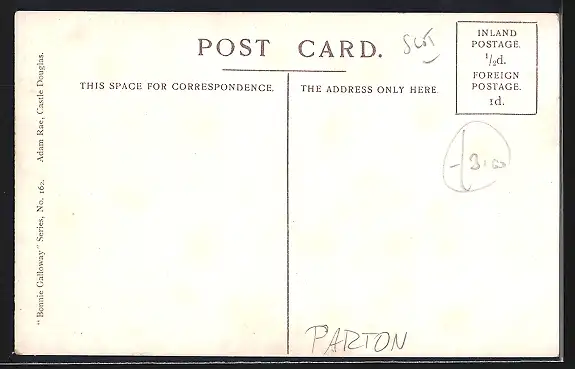 POST CARD.
Scot
INLAND
POSTAGE.
1/2d.
FOREIGN
POSTAGE.
1d.
THIS SPACE FOR CORRESPONDENCE.
THE ADDRESS ONLY HERE.
"Bonnie Galloway" Series, No. 162. Adam Rae, Castle Douglas.
PARTON